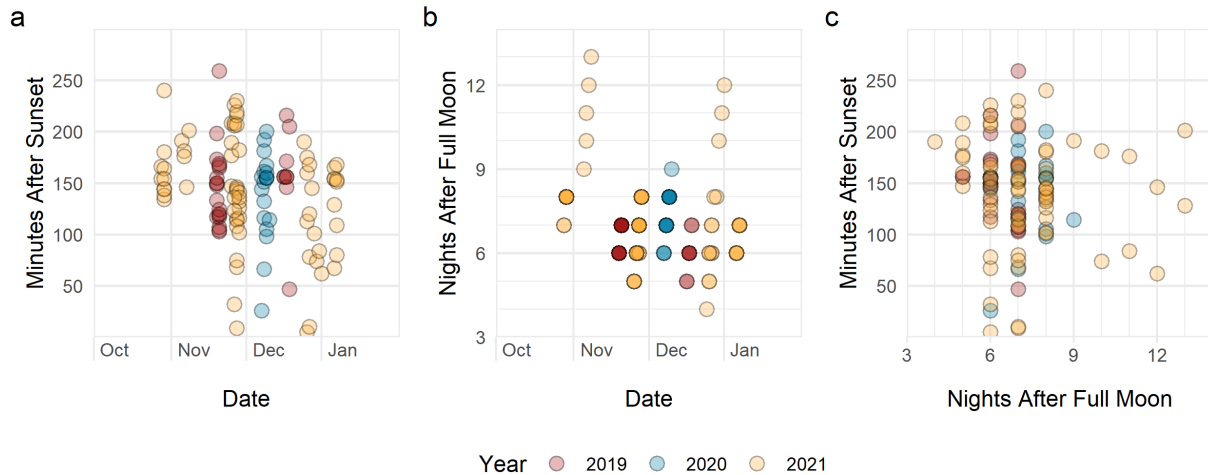 a
Minutes After Sunset
250
200
150
100
50
Oct Nov Dec Jan
Date
b
Nights After Full Moon
12
9
6
3
Oct Nov Dec Jan
Date
c
Minutes After Sunset
250
200
150
100
50
3 6 9 12
Nights After Full Moon
Year 2019 2020 2021